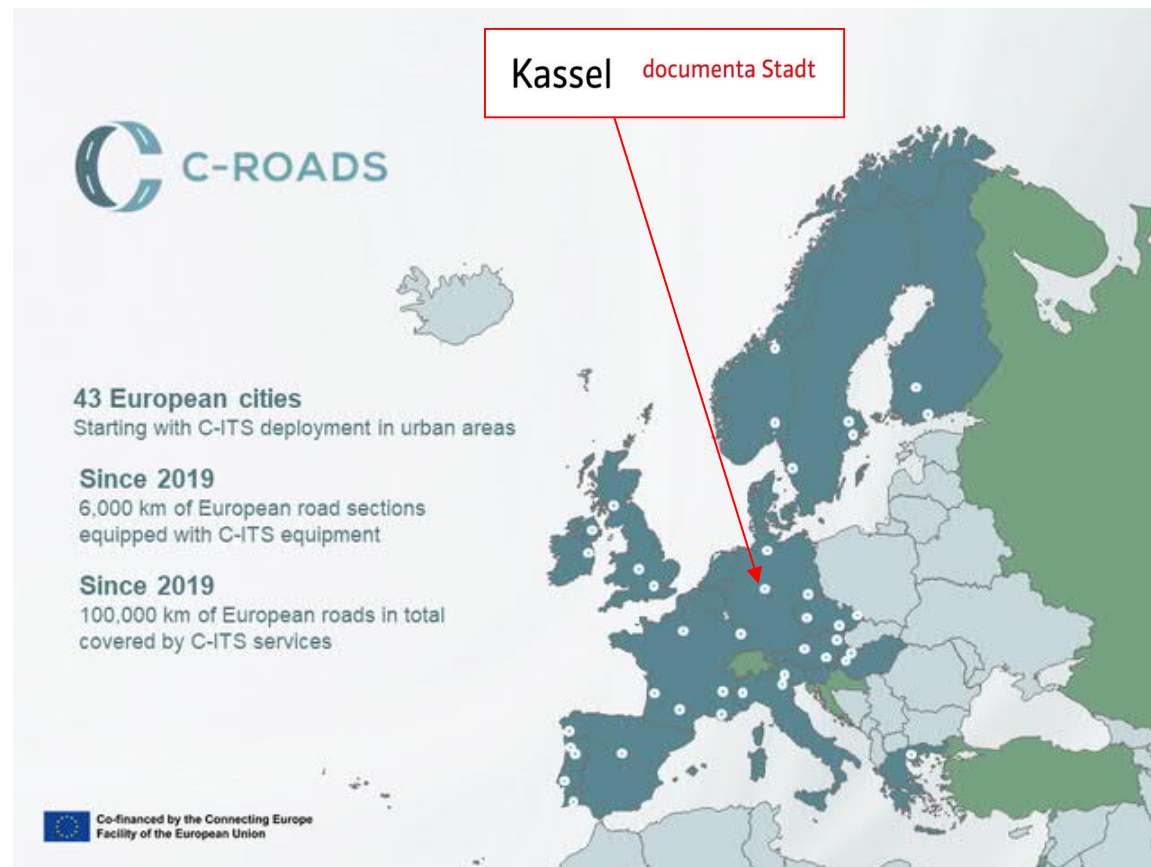 Kassel documenta Stadt
C-ROADS
43 European cities
Starting with C-ITS deployment in urban areas
Since 2019
6,000 km of European road sections
equipped with C-ITS equipment
Since 2019
100,000 km of European roads in total
covered by C-ITS services
Co-financed by the Connecting Europe
Facility of the European Union